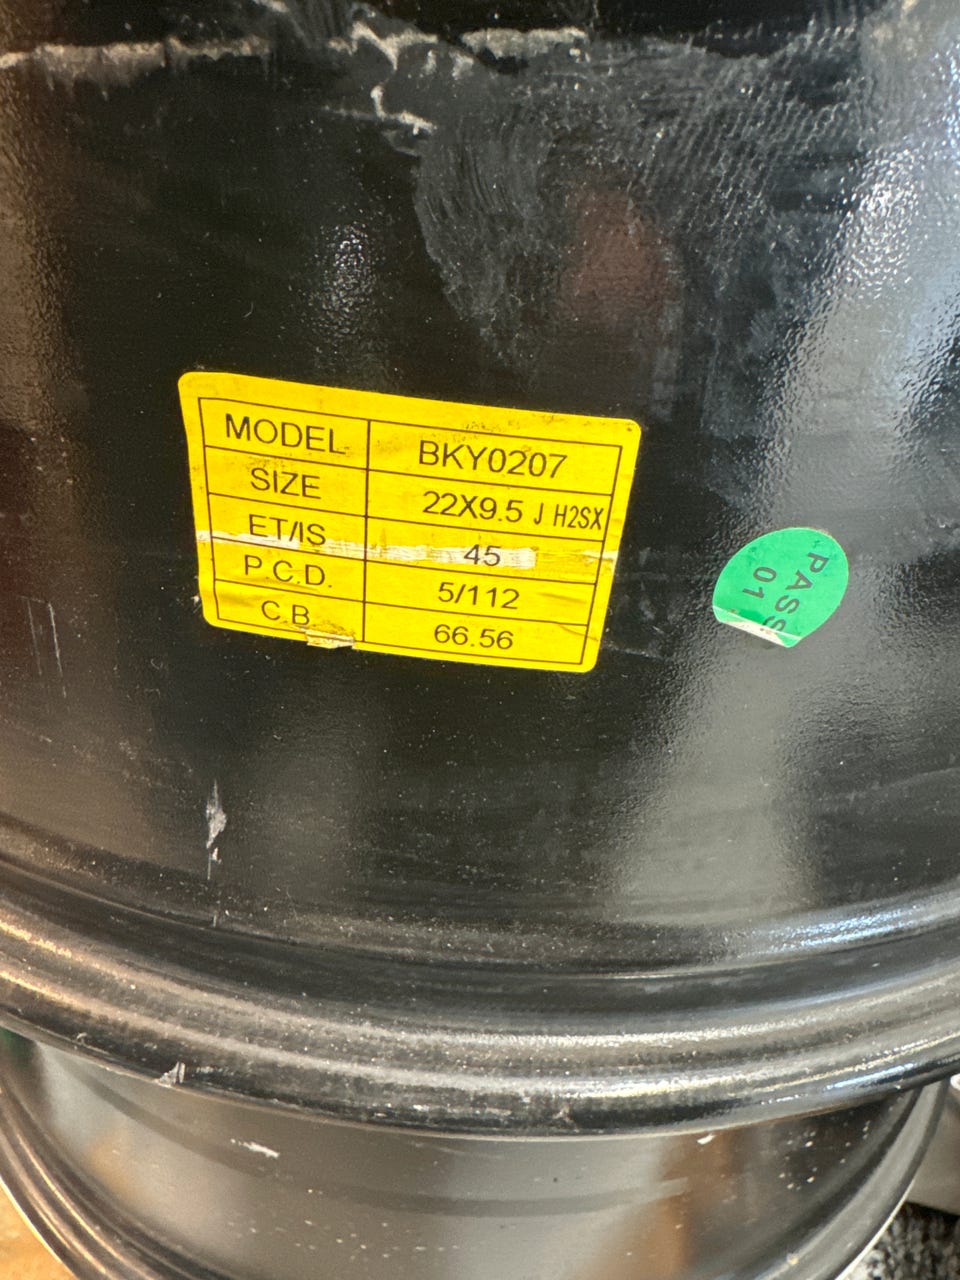 MODEL BKY0207
SIZE 22X9.5 J H2SX
ET/IS 45
P.C.D. 5/112
C.B 66.56
PASS
01